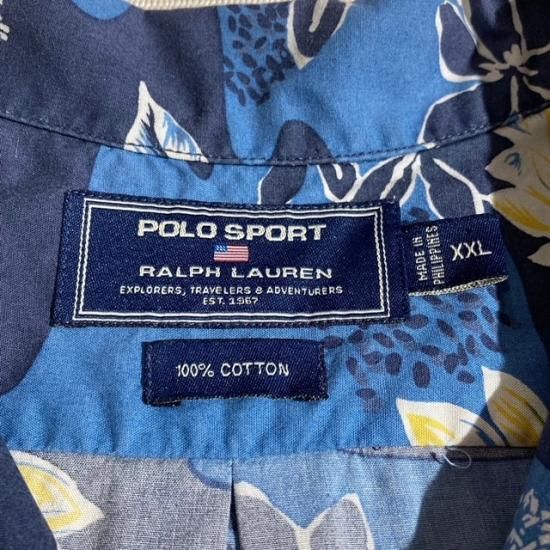 POLO SPORT
RALPH LAUREN
EXPLORERS, TRAVELERS & ADVENTURERS
EST. 1967
MADE IN
PHILIPPINES
XXL
100% COTTON